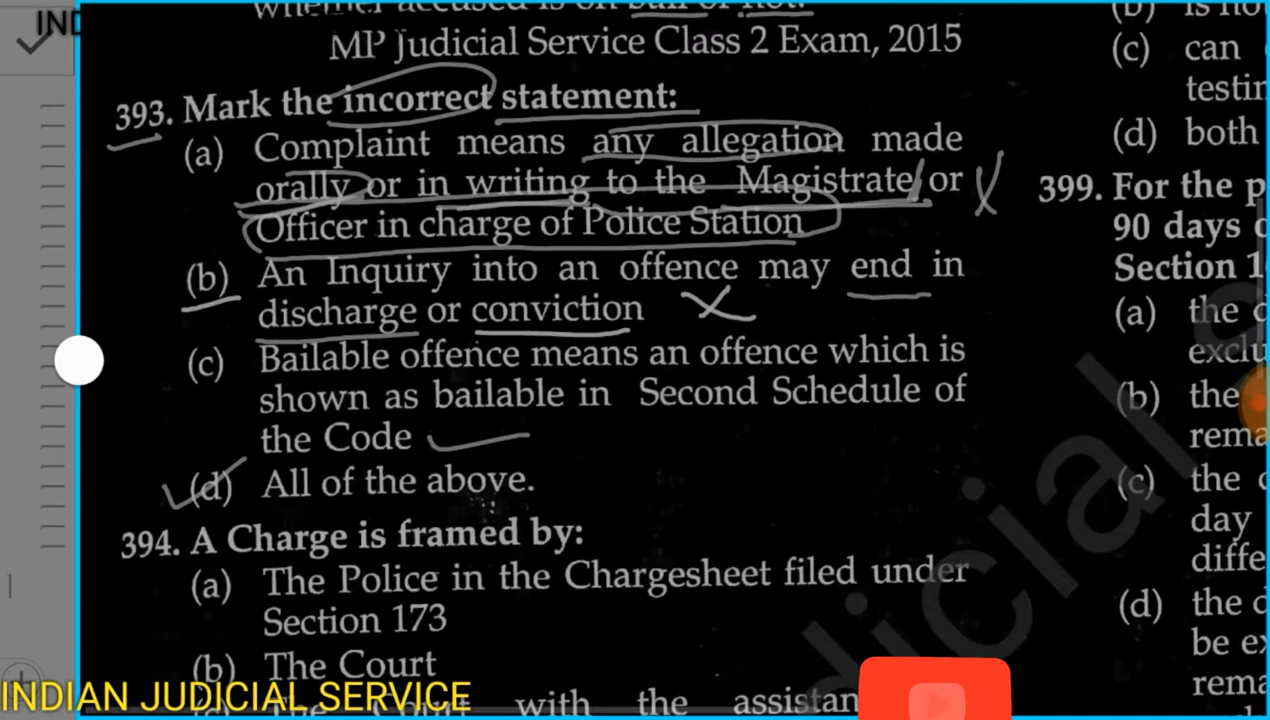 IND
MP Judicial Service Class 2 Exam, 2015
393. Mark the incorrect statement:
(a) Complaint means any allegation made
orally or in writing to the Magistrate or
Officer in charge of Police Station
(b) An Inquiry into an offence may end in
discharge or conviction
(c) Bailable offence means an offence which is
shown as bailable in Second Schedule of
the Code
(d) All of the above.
394. A Charge is framed by:
(a) The Police in the Chargesheet filed under
Section 173
(b) The Court
with the
(c) can
testin
(d) both
399. For the p
90 days
Section 1
(a) the
exclu
(b) the
rema
(c) the
day
diffe
(d) the
be ex
rema
dicial
INDIAN JUDICIAL SERVICE